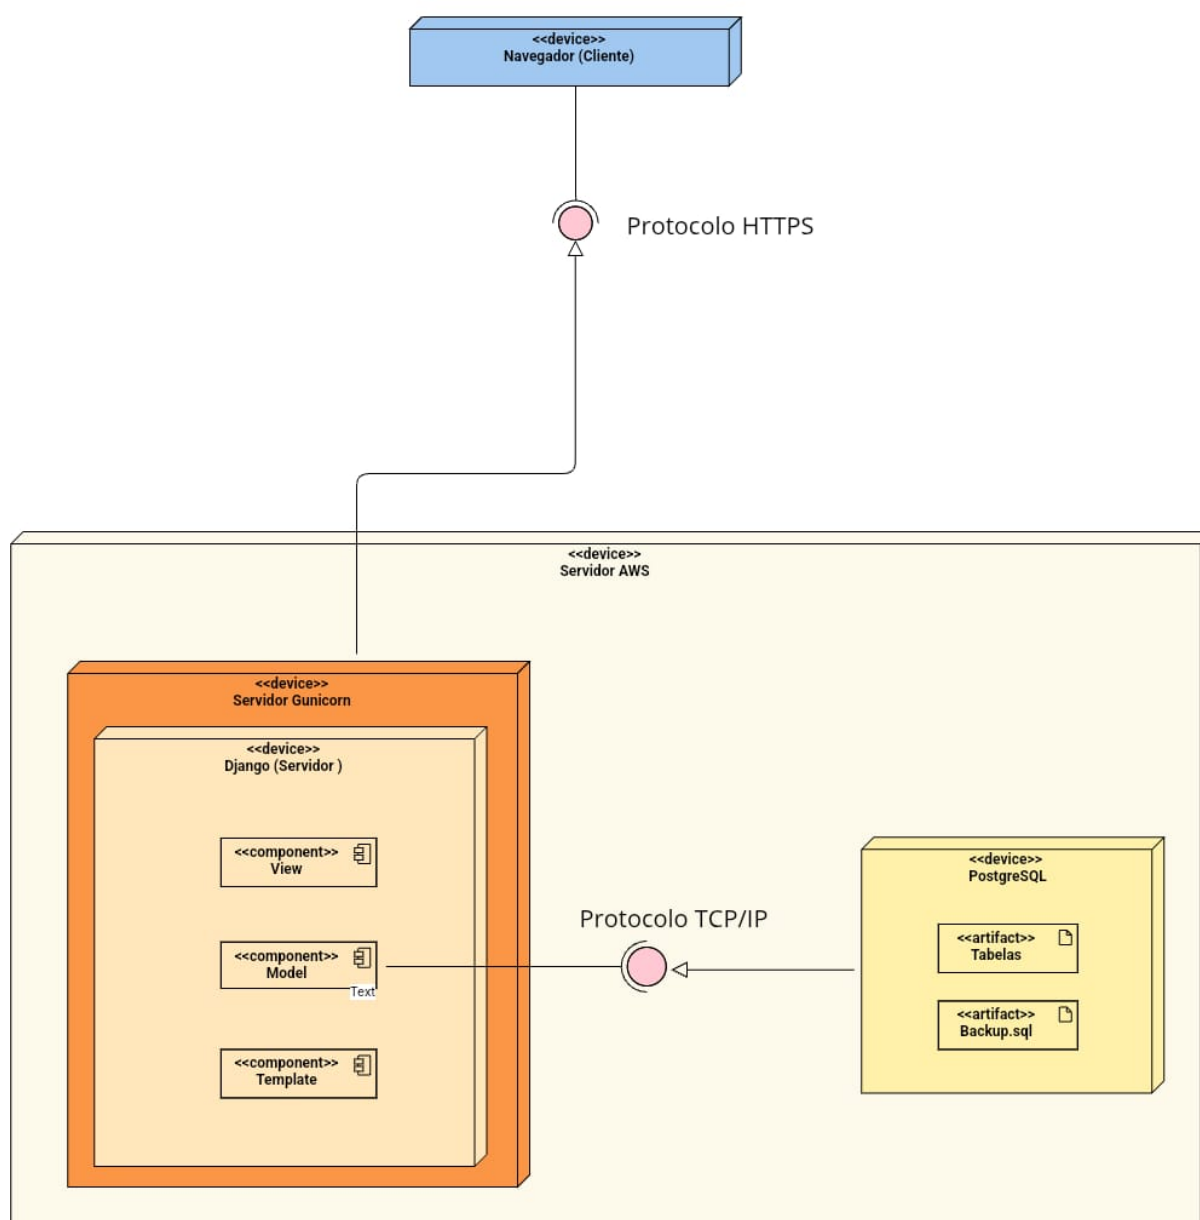 <<device>>
Navegador (Cliente)
Protocolo HTTPS
<<device>>
Servidor AWS
<<device>>
Servidor Gunicorn
<<device>>
Django (Servidor )
<<component>>
View
<<component>>
Model
Text
<<component>>
Template
Protocolo TCP/IP
<<device>>
PostgreSQL
<<artifact>>
Tabelas
<<artifact>>
Backup.sql